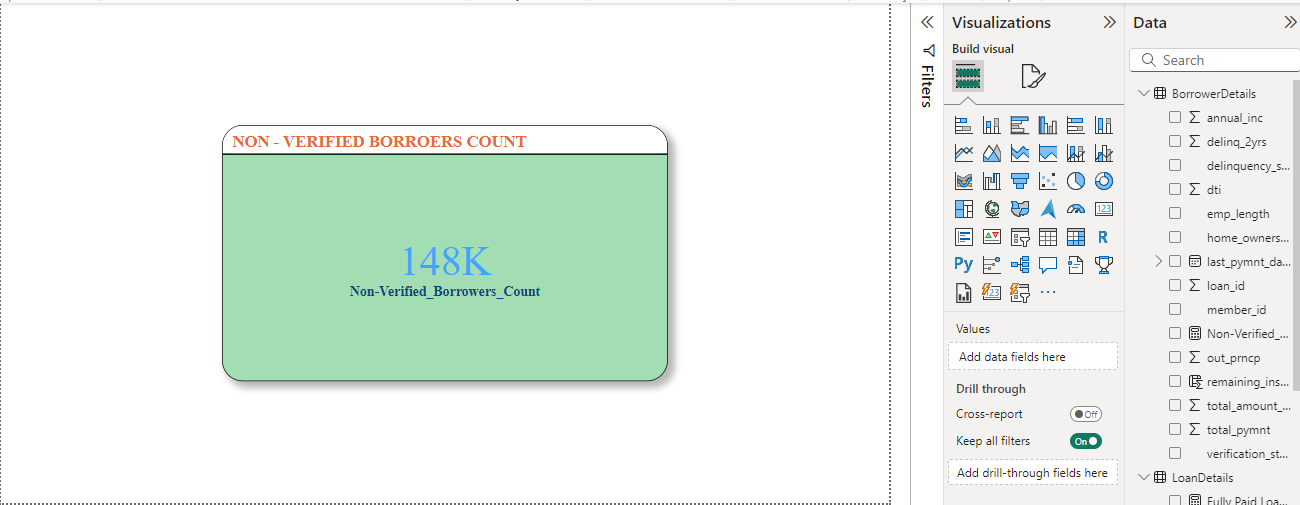 Visualizations
Data
Build visual
Search
Filters
BorrowerDetails
annual_inc
delinq_2yrs
delinquency_s...
dti
emp_length
home_owners...
last_pymnt_da...
loan_id
member_id
Non-Verified_...
out_prncp
remaining_ins...
total_amount_...
total_pymnt
verification_st...
LoanDetails
Fully Paid Loa...
NON - VERIFIED BORROERS COUNT
148K
Non-Verified_Borrowers_Count
123
R
Py
123
Values
Add data fields here
Drill through
Cross-report
Off
Keep all filters
On
Add drill-through fields here